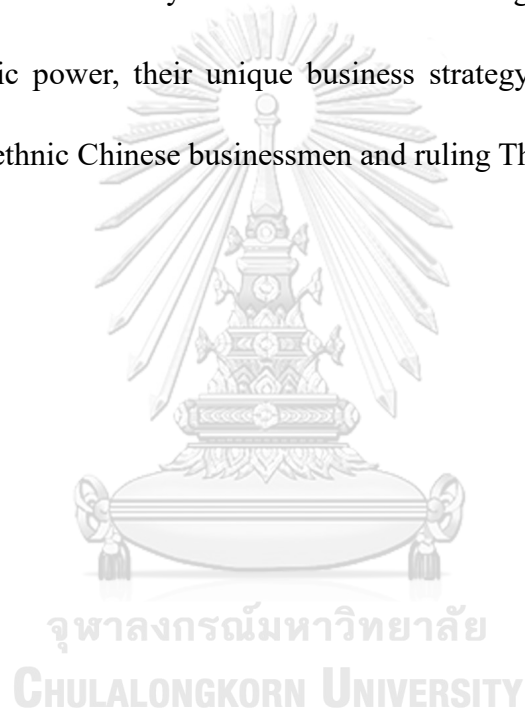 ic power, their unique business strategy
ethnic Chinese businessmen and ruling Th
จุฬาลงกรณ์มหาวิทยาลัย
CHULALONGKORN UNIVERSITY